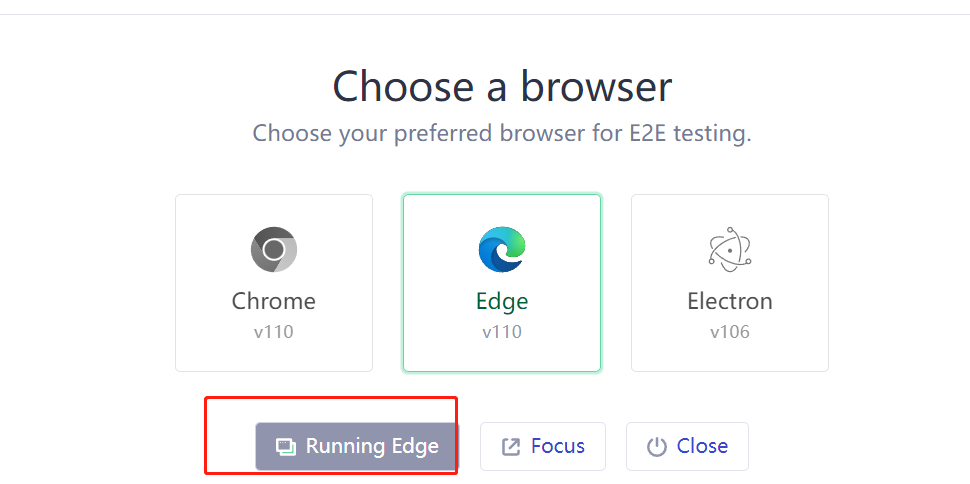 Choose a browser
Choose your preferred browser for E2E testing.
Chrome
v110
Edge
v110
Electron
v106
Running Edge
Focus
Close